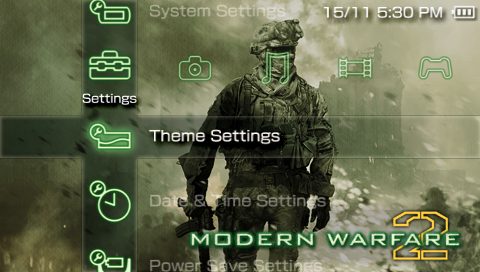 System Settings
15/11 5:30 PM
Settings
Theme Settings
Date & Time Settings
MODERN WARFARE
2
Power Save Settings